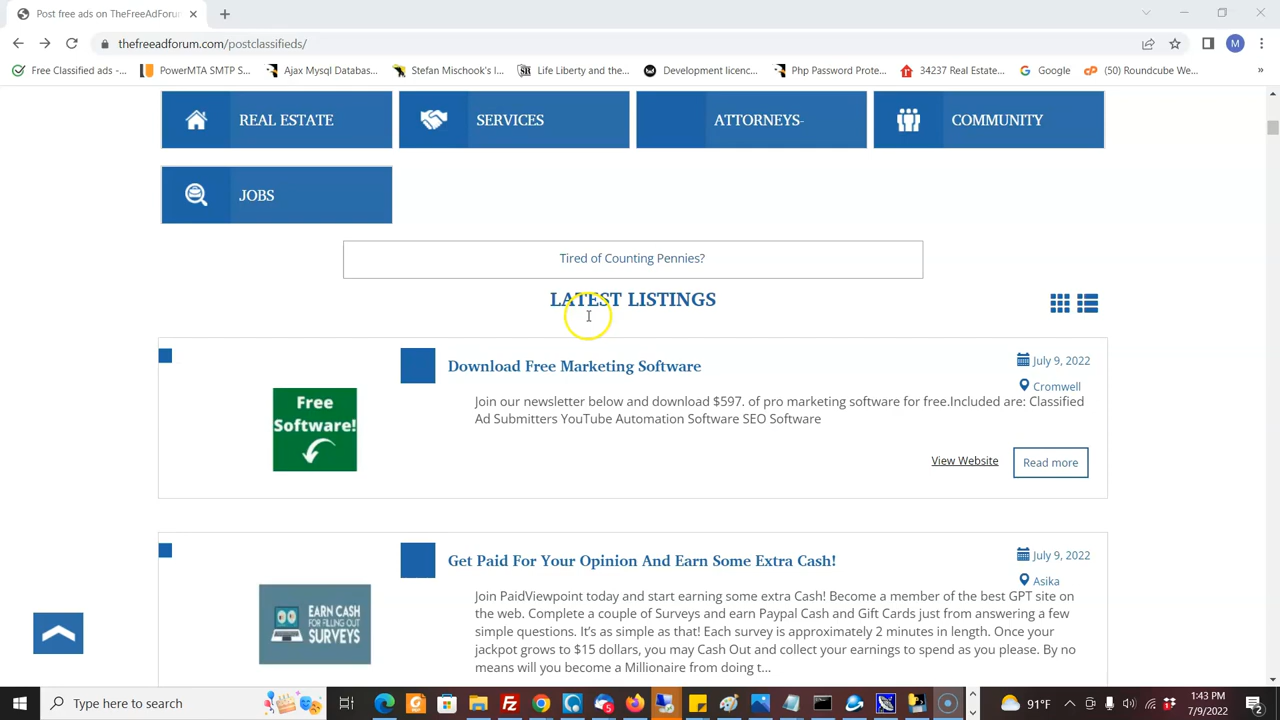 Post free ads on TheFreeAdForu
thefreeadforum.com/postclassifieds/
M
Free Classified ads -...
PowerMTA SMTP S...
Ajax Mysql Databas...
Stefan Mischook's I...
Life Liberty and the...
Development licenc...
Php Password Prote...
34237 Real Estate...
Google
(50) Roundcube We...
»
REAL ESTATE
SERVICES
ATTORNEYS-
COMMUNITY
JOBS
Tired of Counting Pennies?
LATEST LISTINGS
Download Free Marketing Software
July 9, 2022
Cromwell
Free
Software!
Join our newsletter below and download $597. of pro marketing software for free.Included are: Classified
Ad Submitters YouTube Automation Software SEO Software
View Website
Read more
Get Paid For Your Opinion And Earn Some Extra Cash!
July 9, 2022
Asika
EARN CASH
FOR FILLING OUT
SURVEYS
Join PaidViewpoint today and start earning some extra Cash! Become a member of the best GPT site on
the web. Complete a couple of Surveys and earn Paypal Cash and Gift Cards just from answering a few
simple questions. It's as simple as that! Each survey is approximately 2 minutes in length. Once your
jackpot grows to $15 dollars, you may Cash Out and collect your earnings to spend as you please. By no
means will you become a Millionaire from doing t...
Type here to search
91°F
1:43 PM
7/9/2022
2